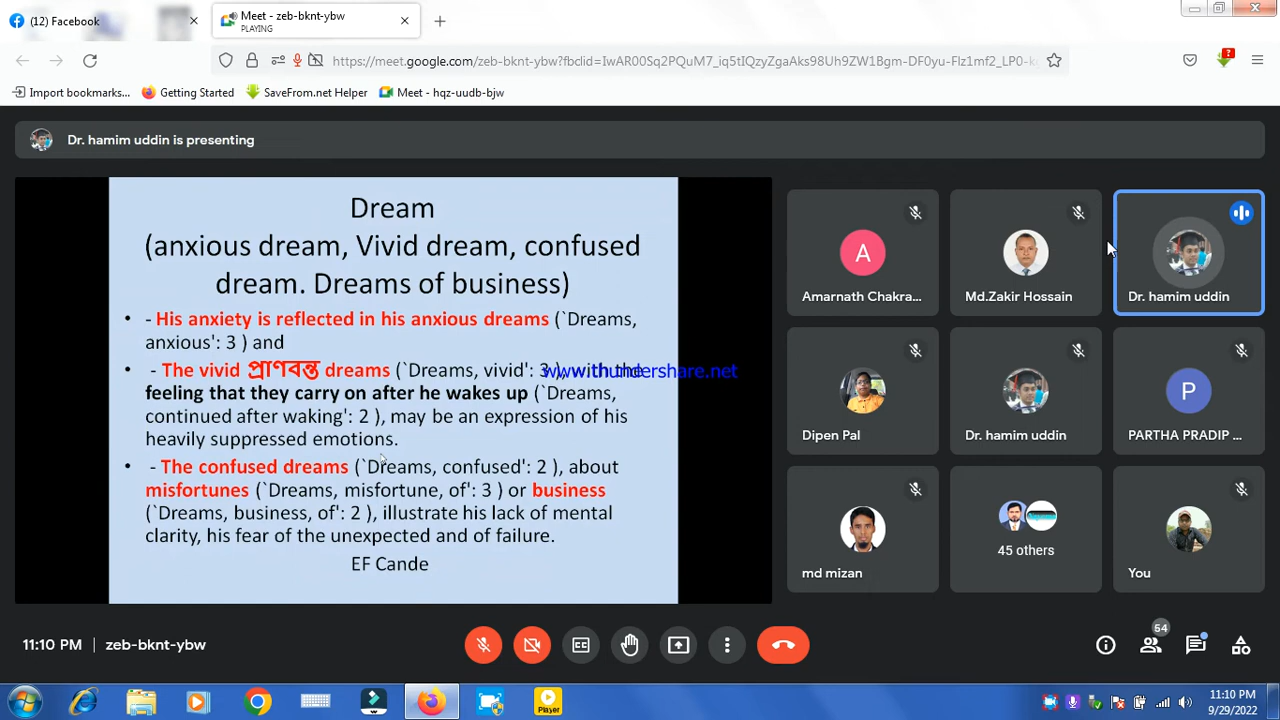 (12) Facebook
Meet - zeb-bknt-ybw
PLAYING
https://meet.google.com/zeb-bknt-ybw?fbclid=IwAR00Sq2PQuM7_iq5tIQzyZgaAks98Uh9ZW1Bgm-DF0yu-Flz1mf2_LP0-
Import bookmarks...
Getting Started
SaveFrom.net Helper
Meet - hqz-uudb-bjw
Dr. hamim uddin is presenting
Dream
(anxious dream, Vivid dream, confused
dream. Dreams of business)
• - His anxiety is reflected in his anxious dreams (`Dreams,
anxious': 3 ) and
• - The vivid প্রাণবন্ত dreams (`Dreams, vivid': 3 ), with the
www.thundershare.net
feeling that they carry on after he wakes up (`Dreams,
continued after waking': 2 ), may be an expression of his
heavily suppressed emotions.
• - The confused dreams (`Dreams, confused': 2 ), about
misfortunes (`Dreams, misfortune, of': 3 ) or business
(`Dreams, business, of': 2 ), illustrate his lack of mental
clarity, his fear of the unexpected and of failure.
EF Cande
A
Amarnath Chakra...
Md.Zakir Hossain
Dr. hamim uddin
Dipen Pal
Dr. hamim uddin
P
PARTHA PRADIP ...
md mizan
45 others
You
11:10 PM | zeb-bknt-ybw
CC
54
Player
11:10 PM
9/29/2022